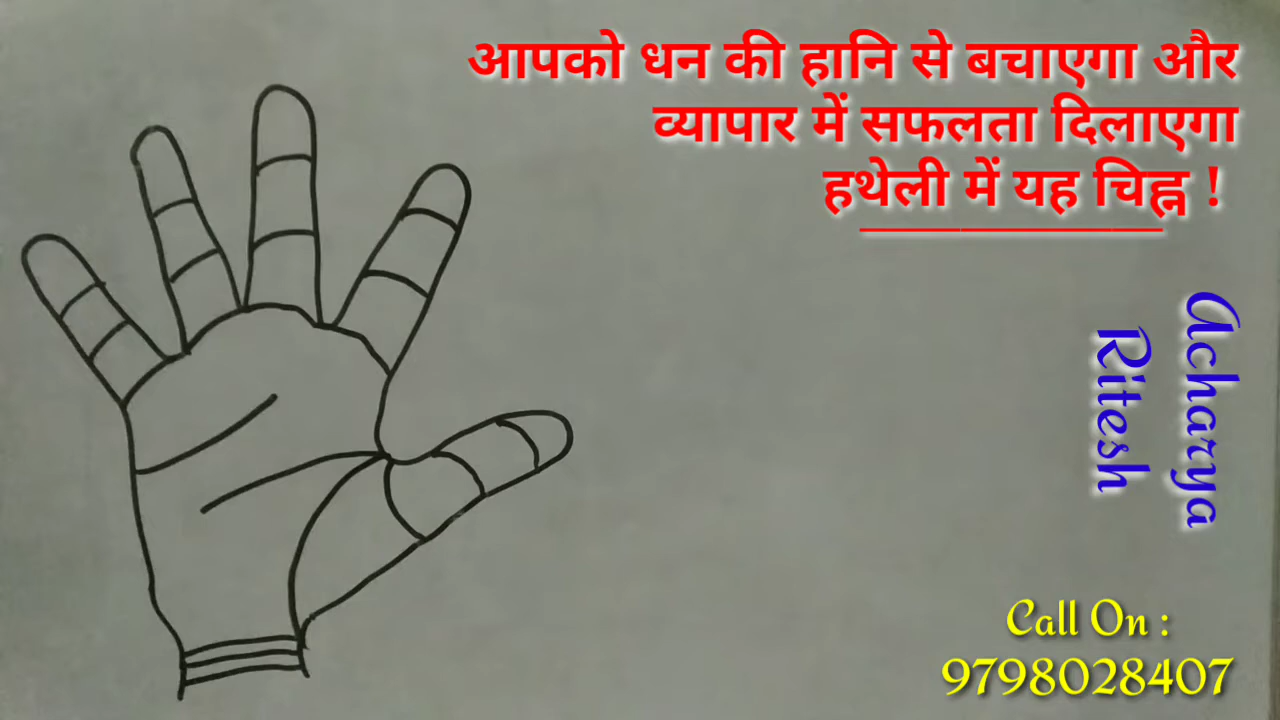 आपको धन की हानि से बचाएगा और
व्यापार में सफलता दिलाएगा
हथेली में यह चिह्न !
Acharya
Ritesh
Call On :
9798028407